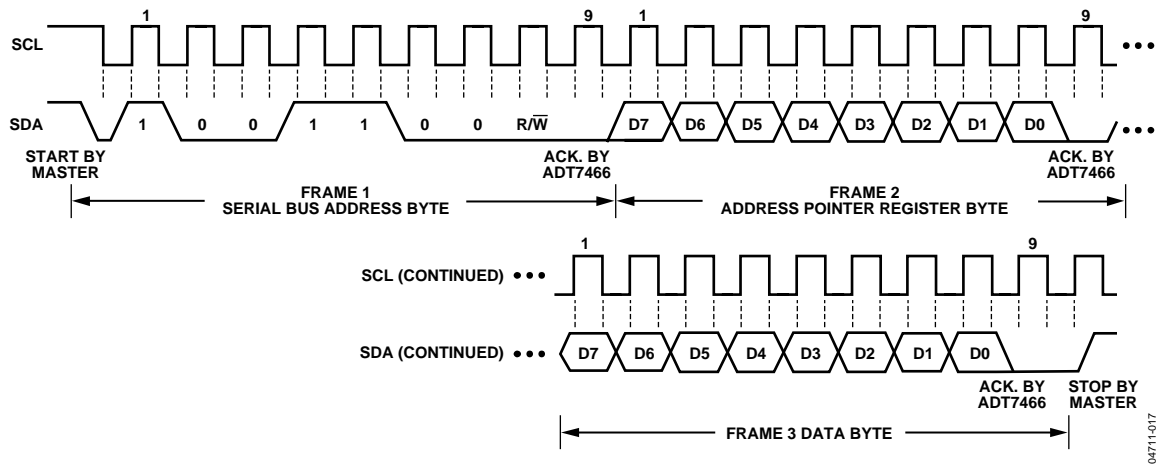 1 9 1 9
SCL
SDA 1 0 0 1 1 0 0 R/W̅ D7 D6 D5 D4 D3 D2 D1 D0
START BY
MASTER
ACK. BY
ADT7466
ACK. BY
ADT7466
FRAME 1
SERIAL BUS ADDRESS BYTE
FRAME 2
ADDRESS POINTER REGISTER BYTE
1 9
SCL (CONTINUED)
SDA (CONTINUED) D7 D6 D5 D4 D3 D2 D1 D0
ACK. BY
ADT7466
STOP BY
MASTER
FRAME 3 DATA BYTE
04711-017